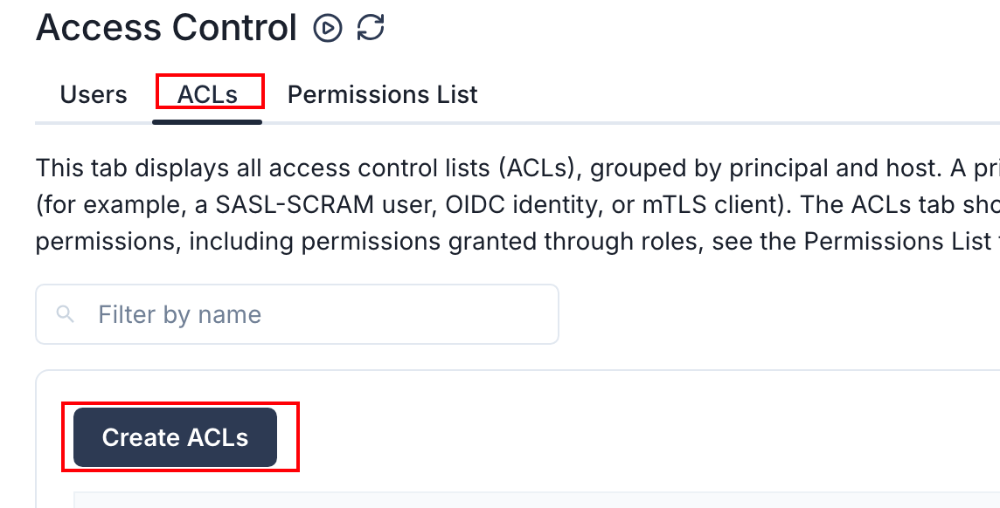 Access Control
Users ACLs Permissions List
This tab displays all access control lists (ACLs), grouped by principal and host. A
(for example, a SASL-SCRAM user, OIDC identity, or mTLS client). The ACLs tab
permissions, including permissions granted through roles, see the Permissions List
Filter by name
Create ACLs